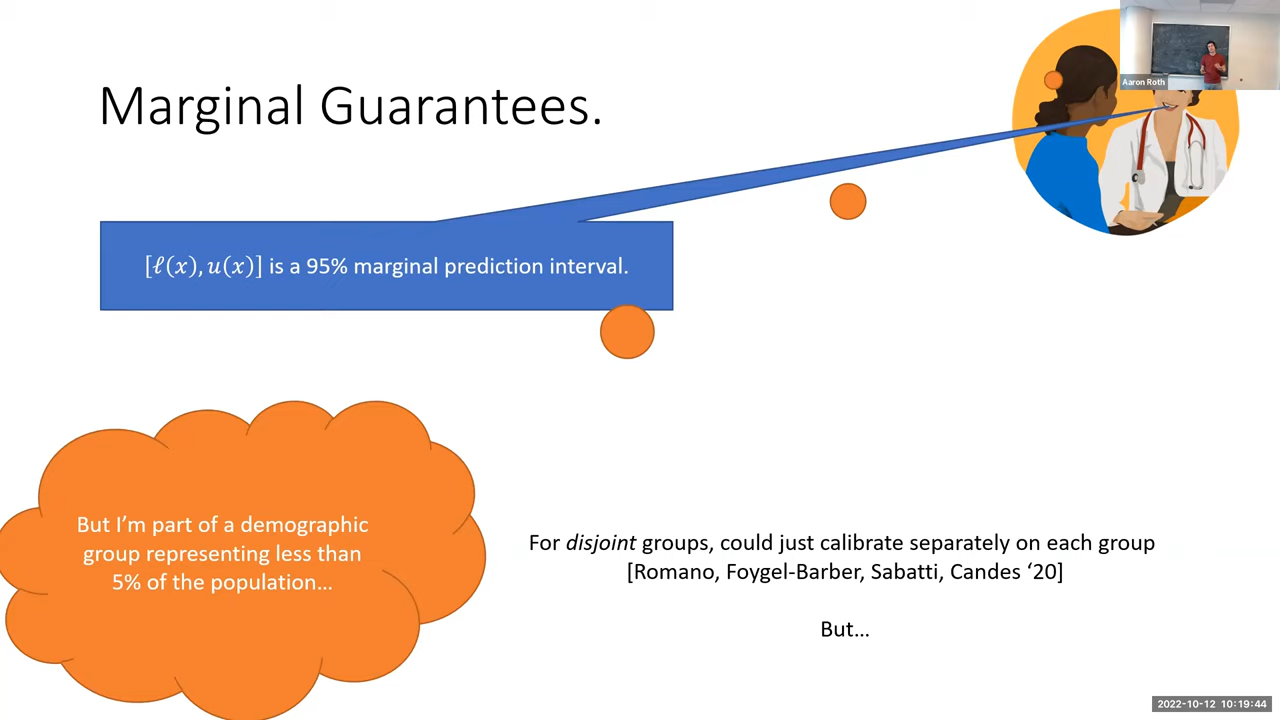 Marginal Guarantees.
Aaron Roth
[ℓ(x), u(x)] is a 95% marginal prediction interval.
But I'm part of a demographic
group representing less than
5% of the population...
For disjoint groups, could just calibrate separately on each group
[Romano, Foygel-Barber, Sabatti, Candes ‘20]
But...
2022-10-12 10:19:44